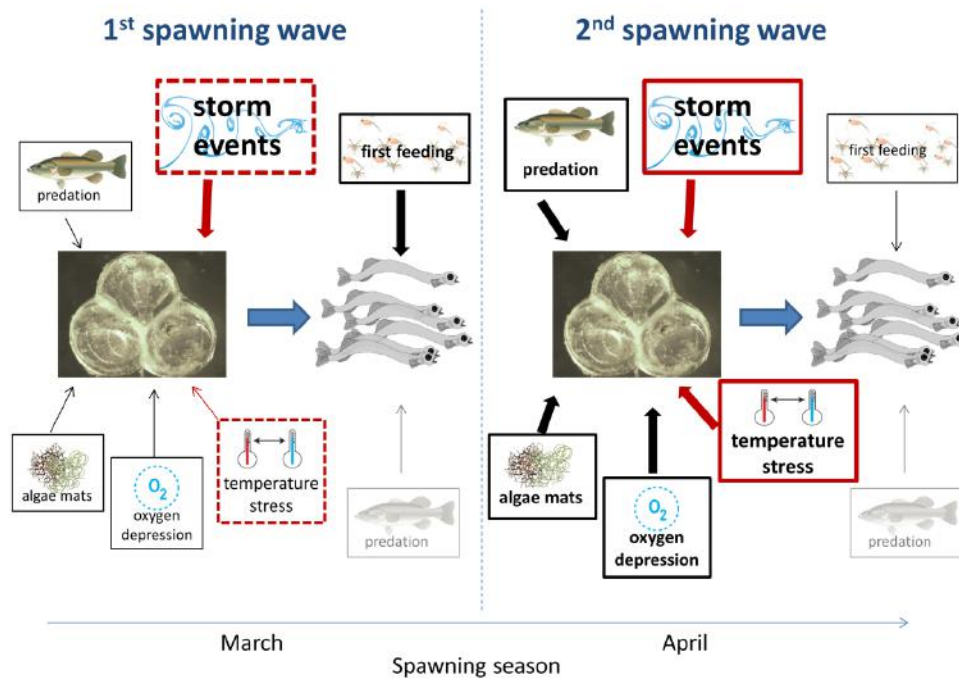 1st spawning wave
storm
events
first feeding
predation
algae mats
O2
oxygen
depression
temperature
stress
predation
2nd spawning wave
predation
storm
events
first feeding
algae mats
O2
oxygen
depression
temperature
stress
predation
March
April
Spawning season